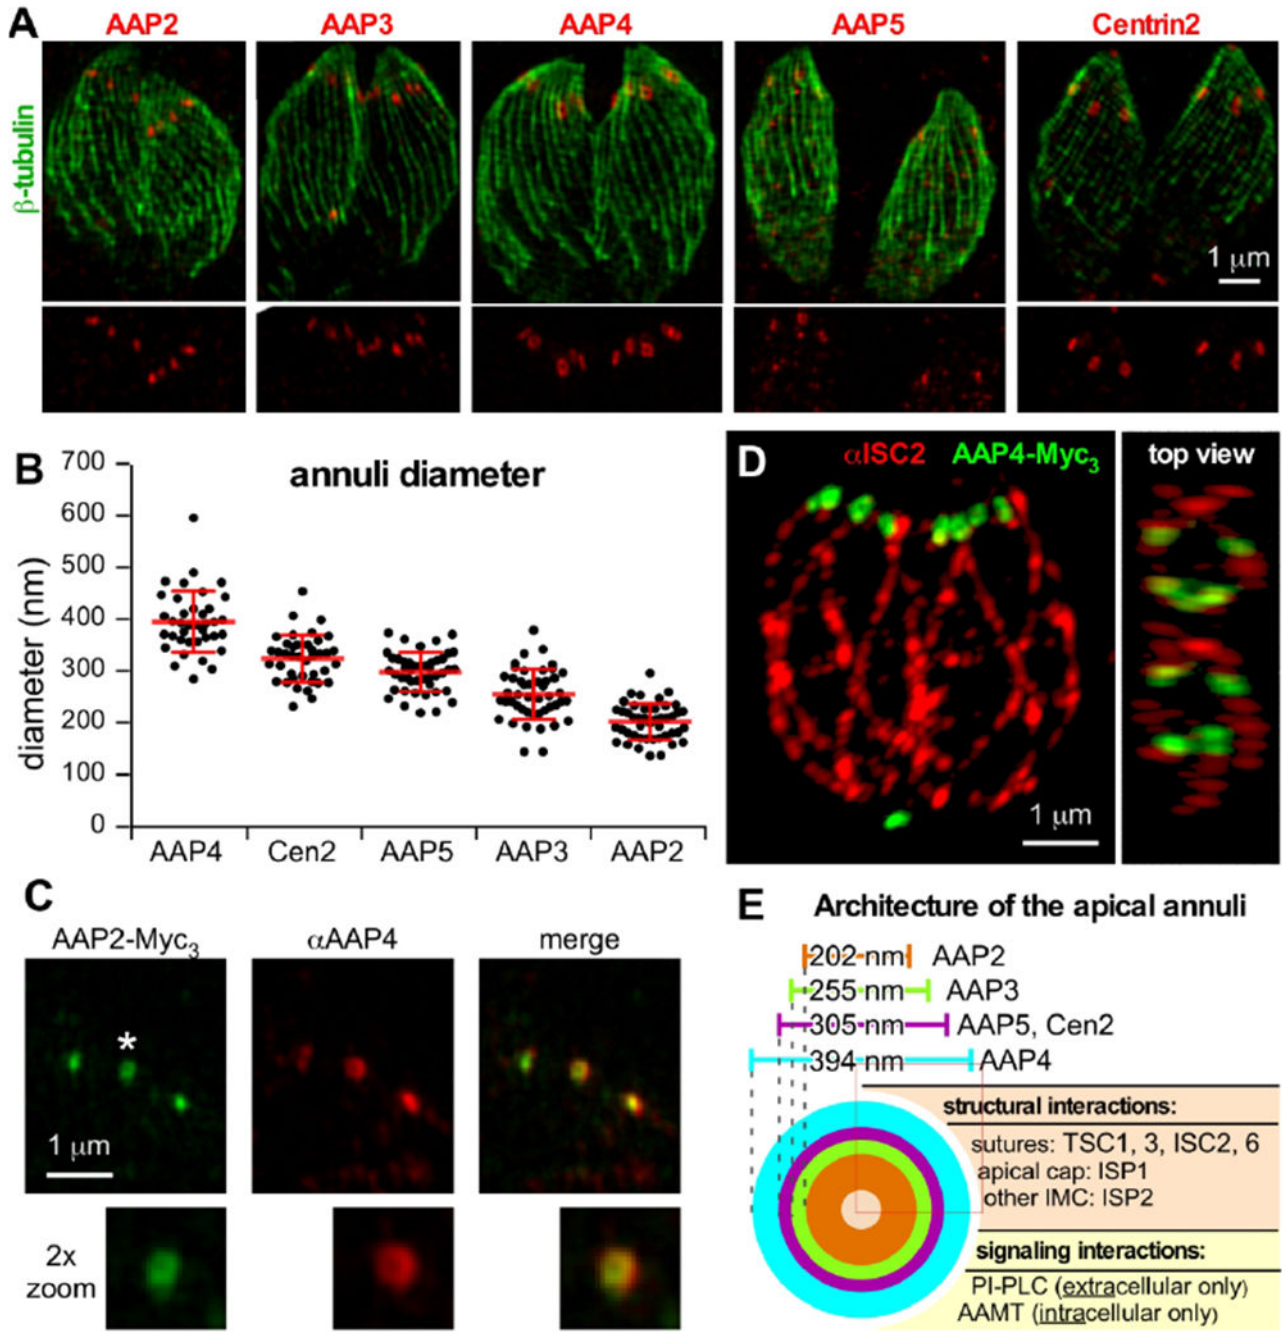 A
AAP2 AAP3 AAP4 AAP5 Centrin2
β-tubulin
1 μm
B
annuli diameter
diameter (nm)
700
600
500
400
300
200
100
0
AAP4 Cen2 AAP5 AAP3 AAP2
D
αISC2 AAP4-Myc3
top view
1 μm
C
AAP2-Myc3 αAAP4 merge
*
1 μm
2x
zoom
E
Architecture of the apical annuli
202 nm AAP2
255 nm AAP3
305 nm AAP5, Cen2
394 nm AAP4
structural interactions:
sutures: TSC1, 3, ISC2, 6
apical cap: ISP1
other IMC: ISP2
signaling interactions:
PI-PLC (extracellular only)
AAMT (intracellular only)